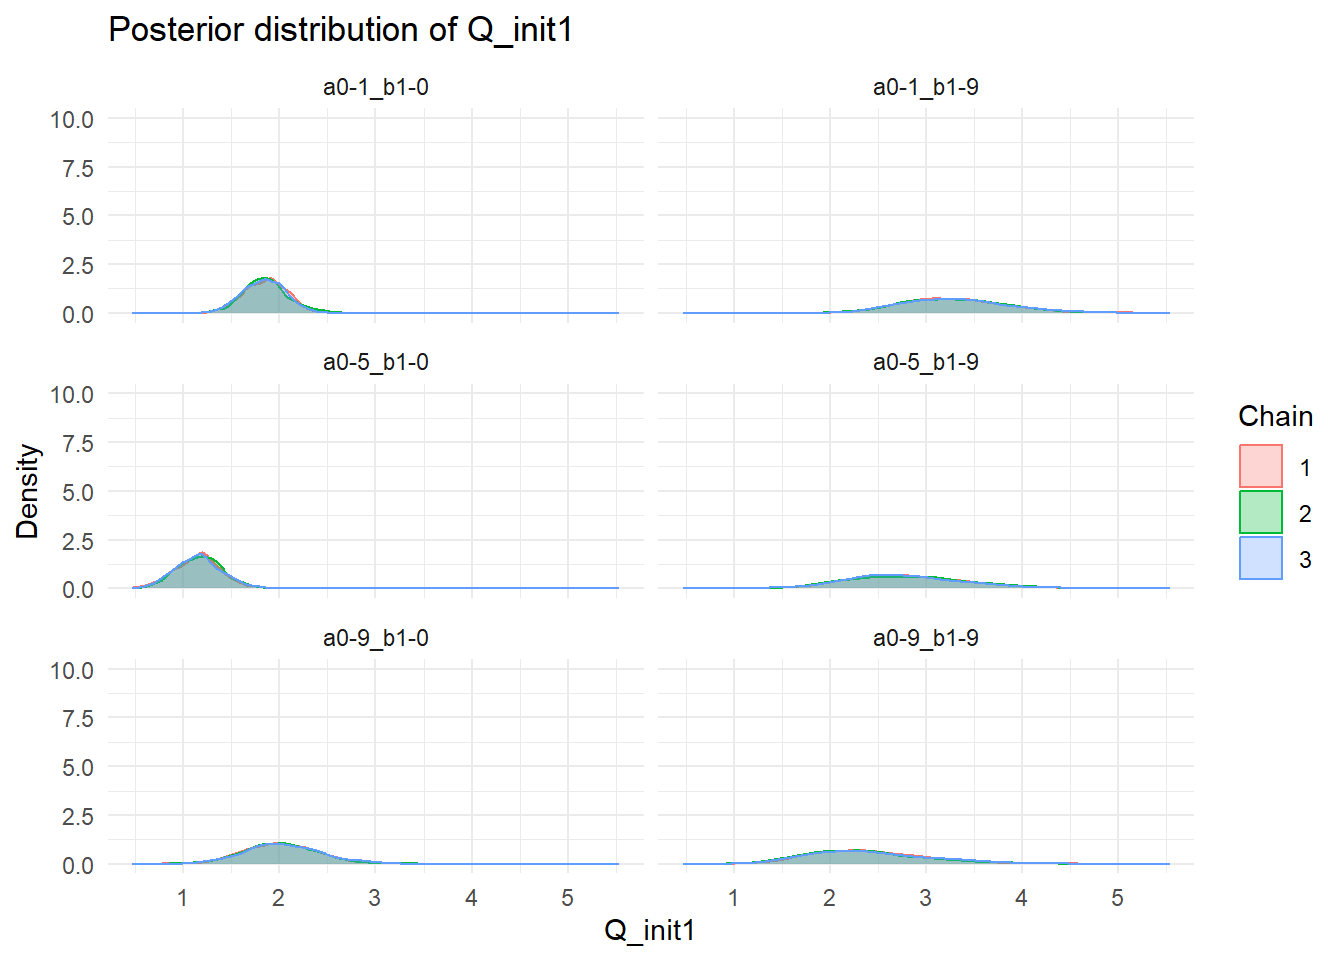 Posterior distribution of Q_init1
a0-1_b1-0
a0-1_b1-9
10.0
7.5
5.0
2.5
0.0
a0-5_b1-0
a0-5_b1-9
10.0
7.5
5.0
2.5
0.0
a0-9_b1-0
a0-9_b1-9
10.0
7.5
5.0
2.5
0.0
1 2 3 4 5
1 2 3 4 5
Q_init1
Density
Chain
1
2
3